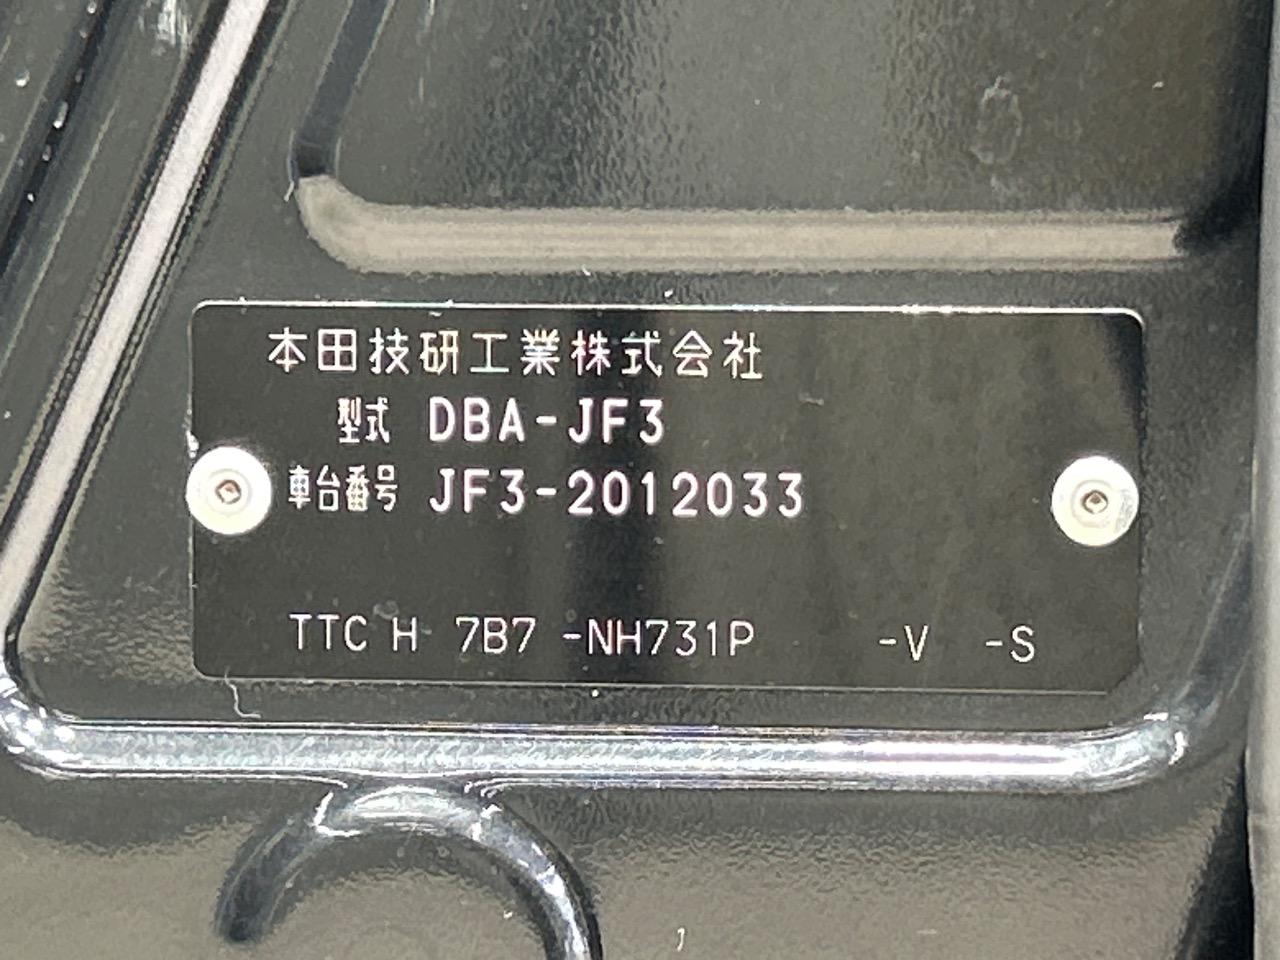 本田技研工業株式会社
型式 DBA-JF3
車台番号 JF3-2012033
TTC H 7B7 -NH731P -V -S